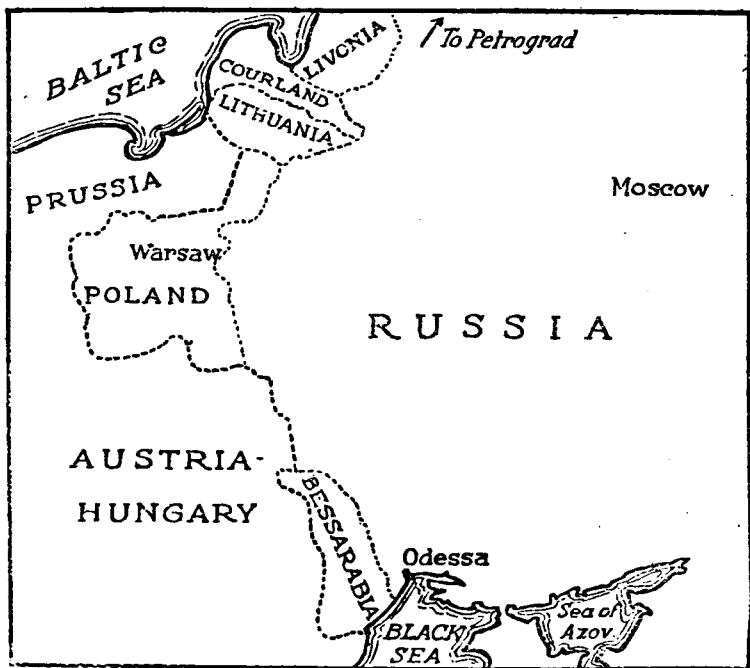 To Petrograd
BALTIC
SEA
LIVONIA
COURLAND
LITHUANIA
PRUSSIA
Moscow
Warsaw
POLAND
RUSSIA
AUSTRIA-
HUNGARY
BESSARABIA
Odessa
BLACK
SEA
Sea of
Azov.